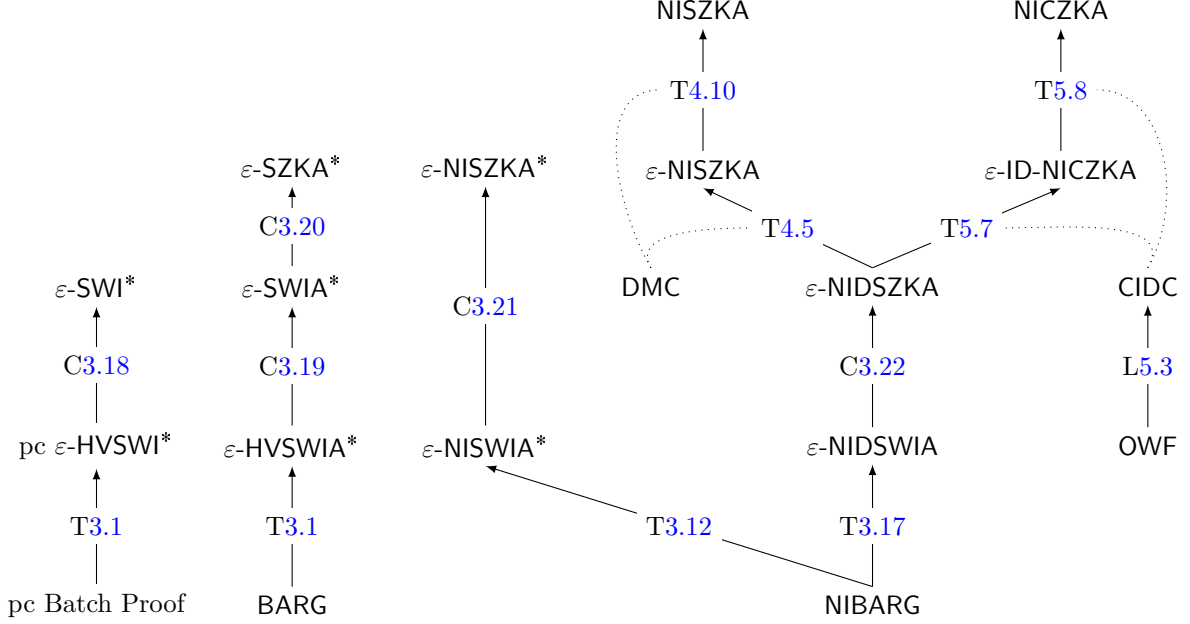 NISZKA NICZKA
T4.10 T5.8
ε-SZKA* ε-NISZKA* ε-NISZKA ε-ID-NICZKA
C3.20 T4.5 T5.7
ε-SWI* ε-SWIA* DMC ε-NIDSZKA CIDC
C3.21
C3.18 C3.19 C3.22 L5.3
pc ε-HVSWI* ε-HVSWIA* ε-NISWIA* ε-NIDSWIA OWF
T3.1 T3.1 T3.12 T3.17
pc Batch Proof BARG NIBARG